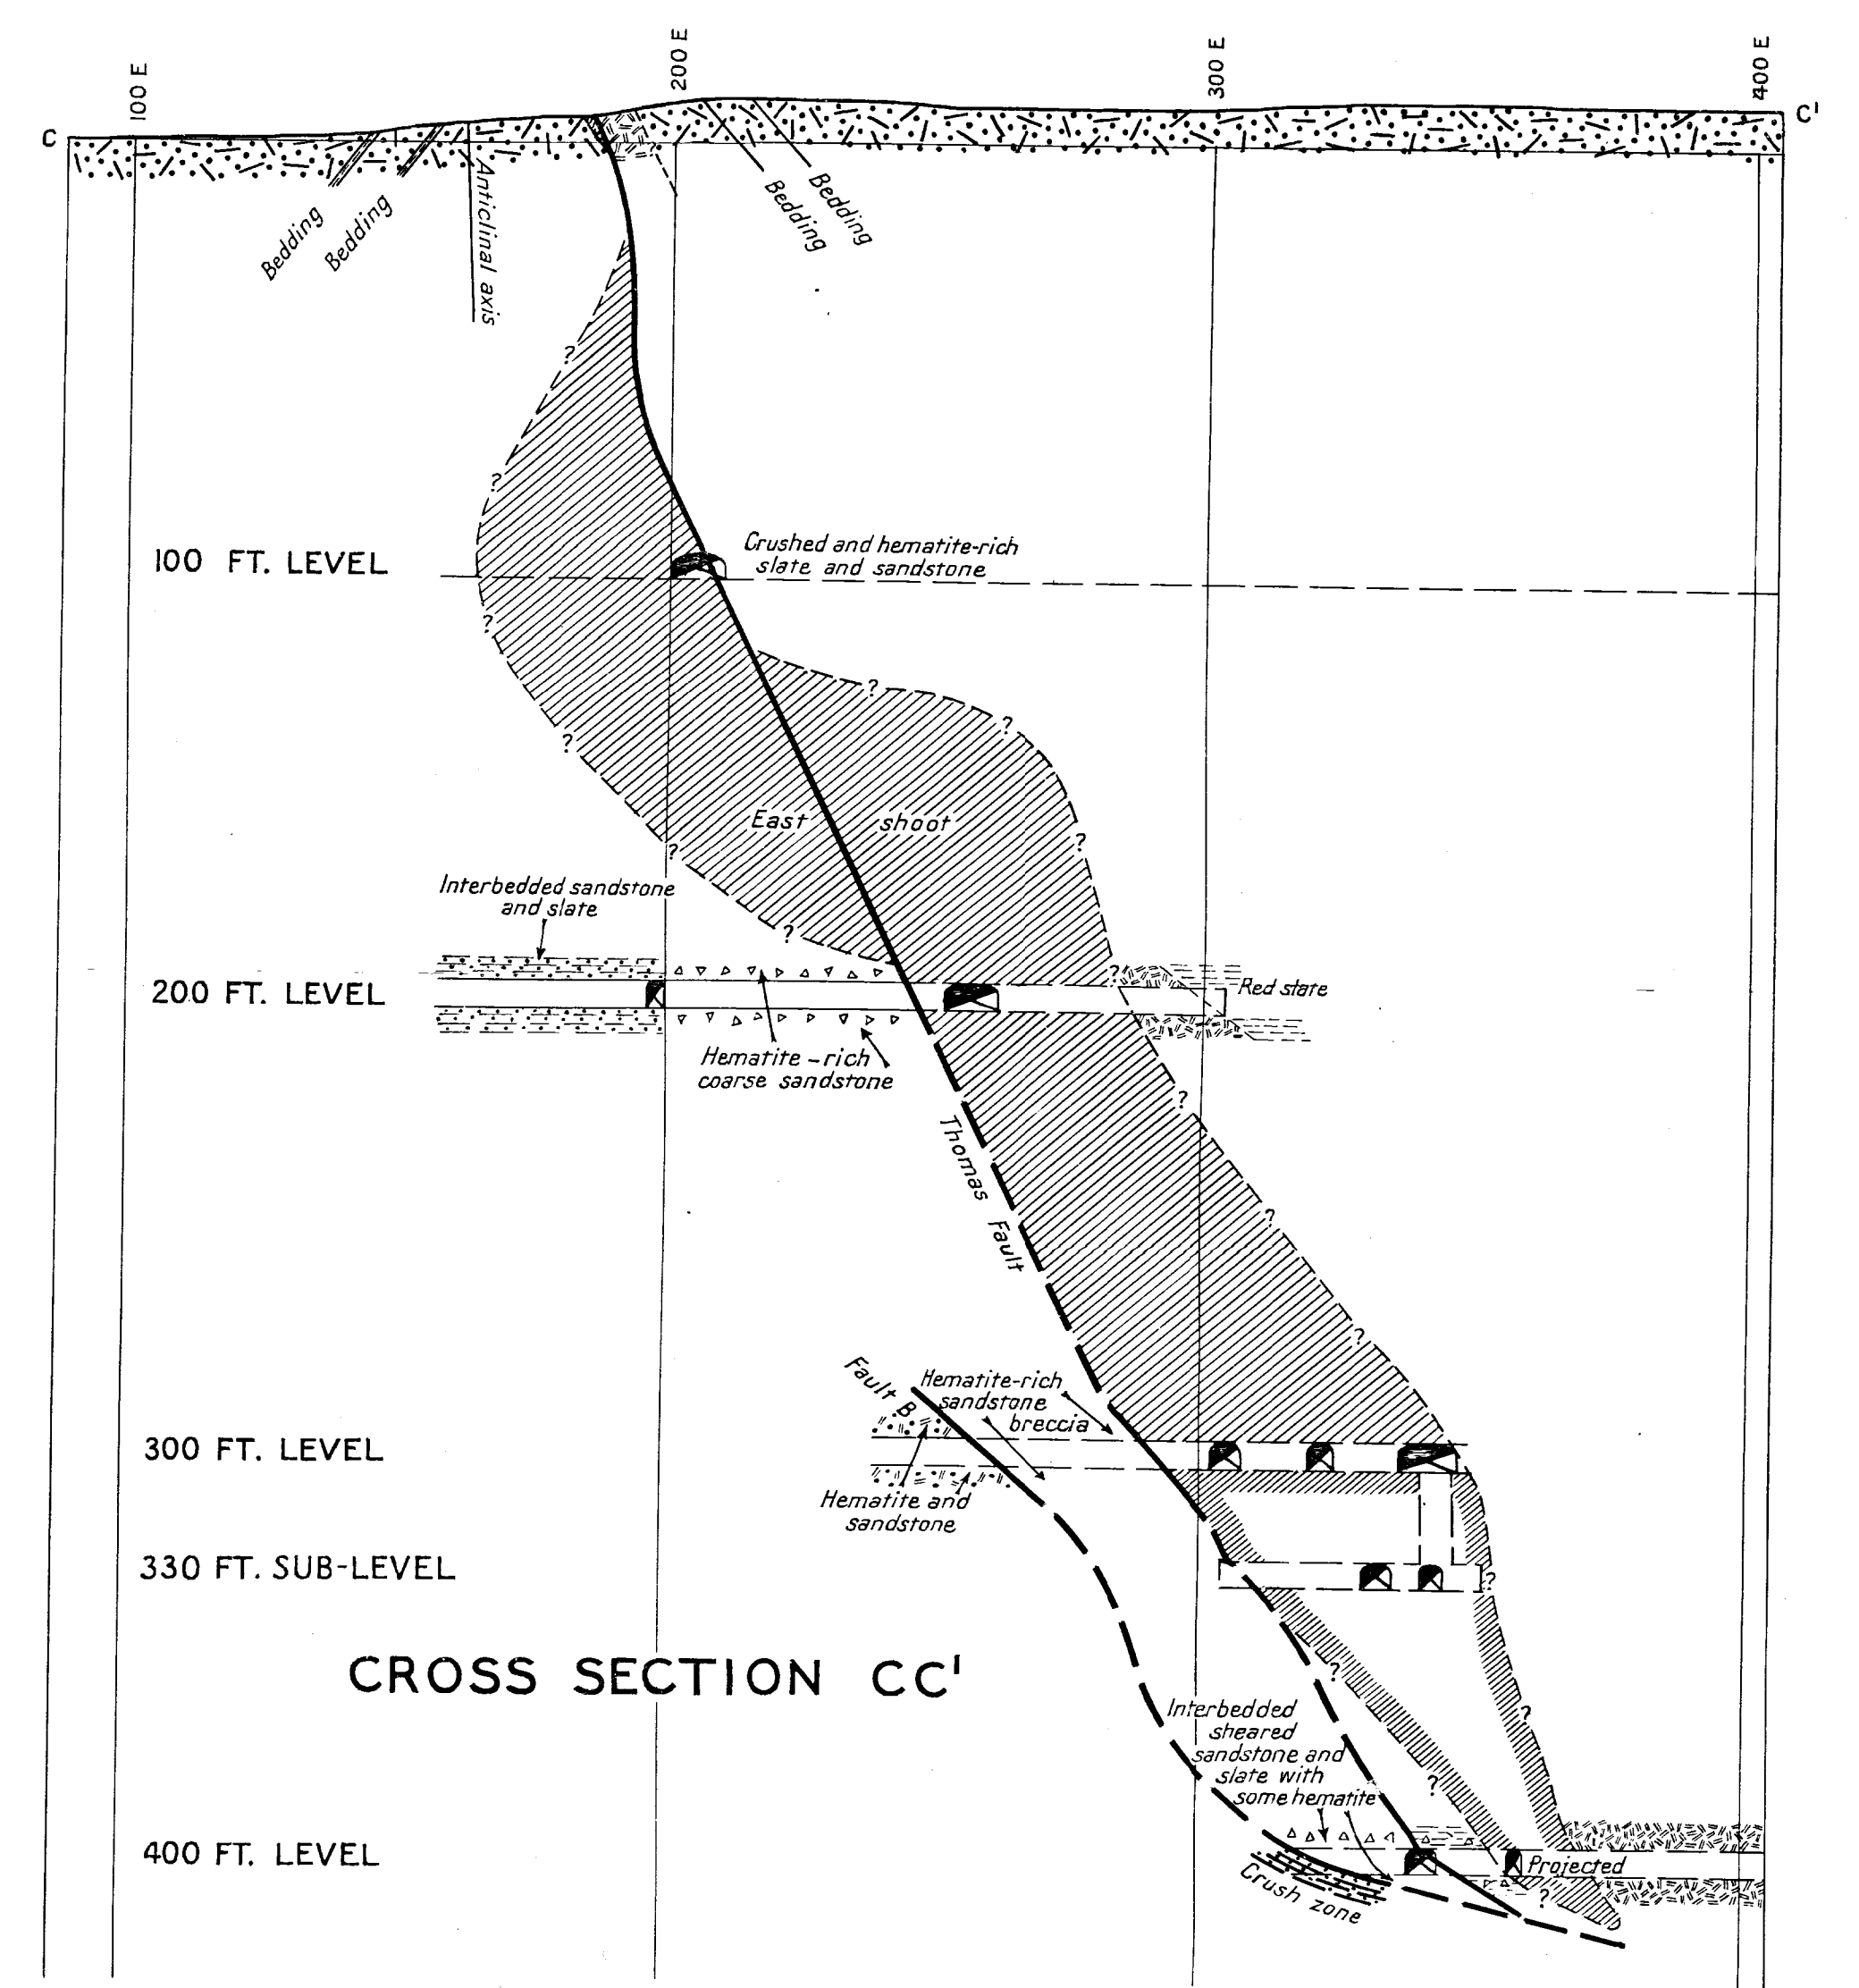 100 E
200 E
300 E
400 E
C
C'
Bedding
Bedding
Anticlinal axis
?
Bedding
Bedding
?
?
100 FT. LEVEL
Crushed and hematite-rich
slate and sandstone
?
?
?
?
East shoot
?
?
Interbedded sandstone
and slate
?
?
200 FT. LEVEL
Red slate
Hematite-rich
coarse sandstone
?
Thomas Fault
?
?
Fault B
Hematite-rich
sandstone
breccia
300 FT. LEVEL
Hematite and
sandstone
330 FT. SUB-LEVEL
?
CROSS SECTION CC'
?
Interbedded
sheared
sandstone and
slate with
some hematite
?
?
400 FT. LEVEL
Projected
Crush zone
?